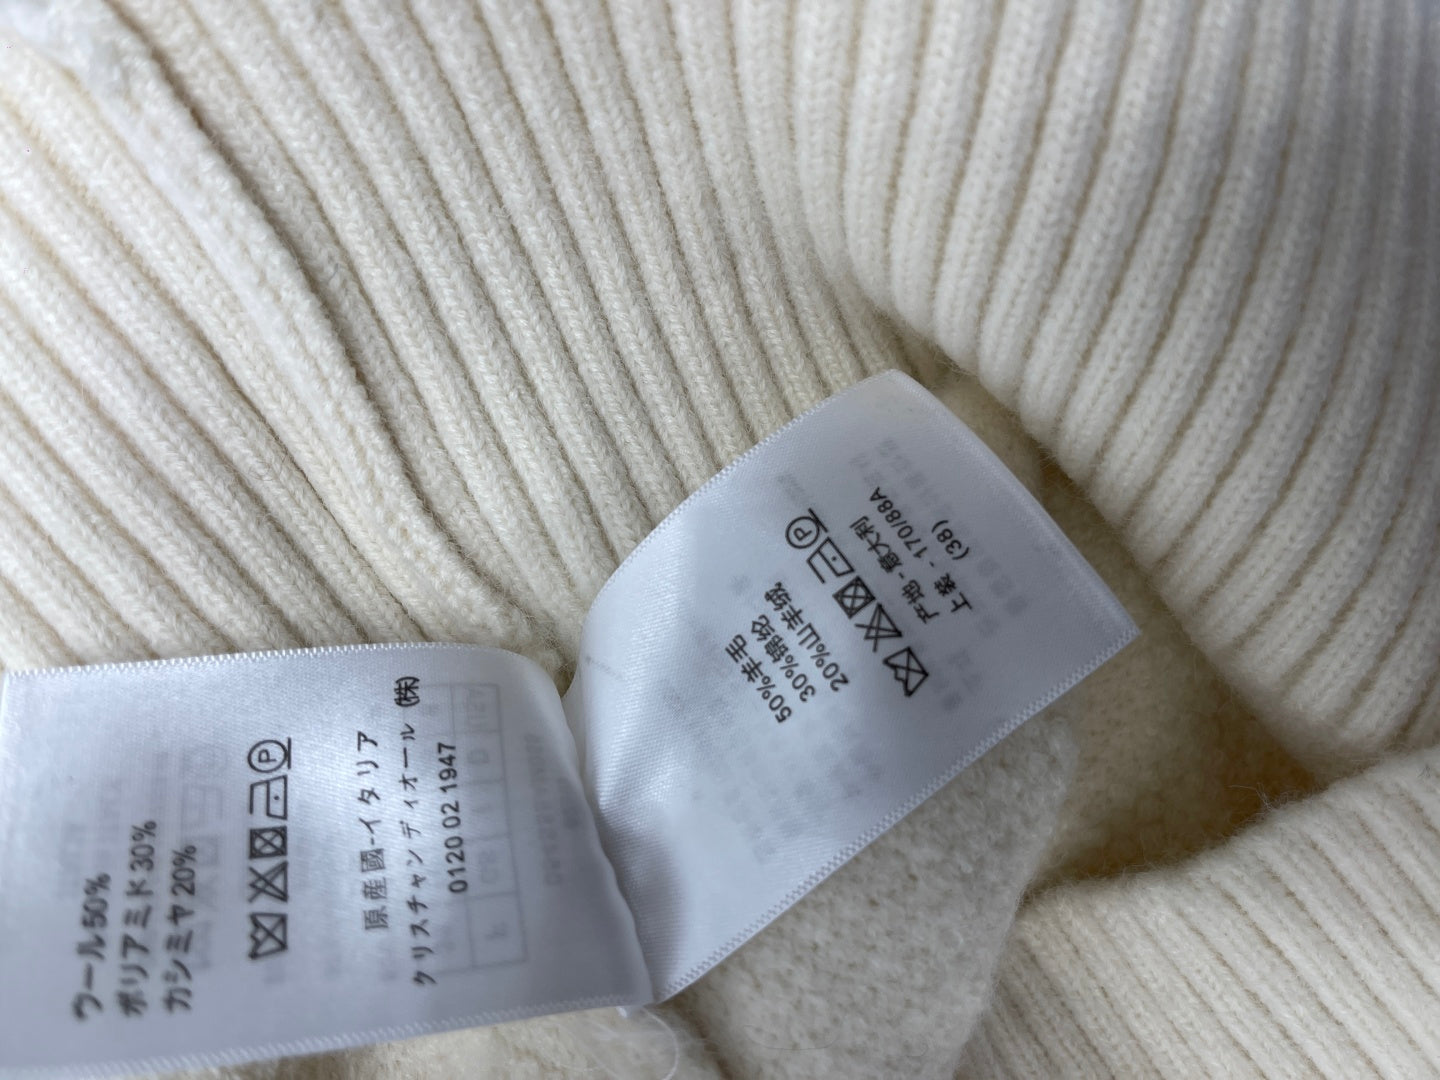 ウール50%
ポリアミド30%
カシミヤ20%
P
原産國-イタリア
クリスチャン ディオール ㈱
0120 02 1947
50%羊毛
30%锦纶
20%山羊绒
P
产地 - 意大利
上装 - 170/88A
(38)